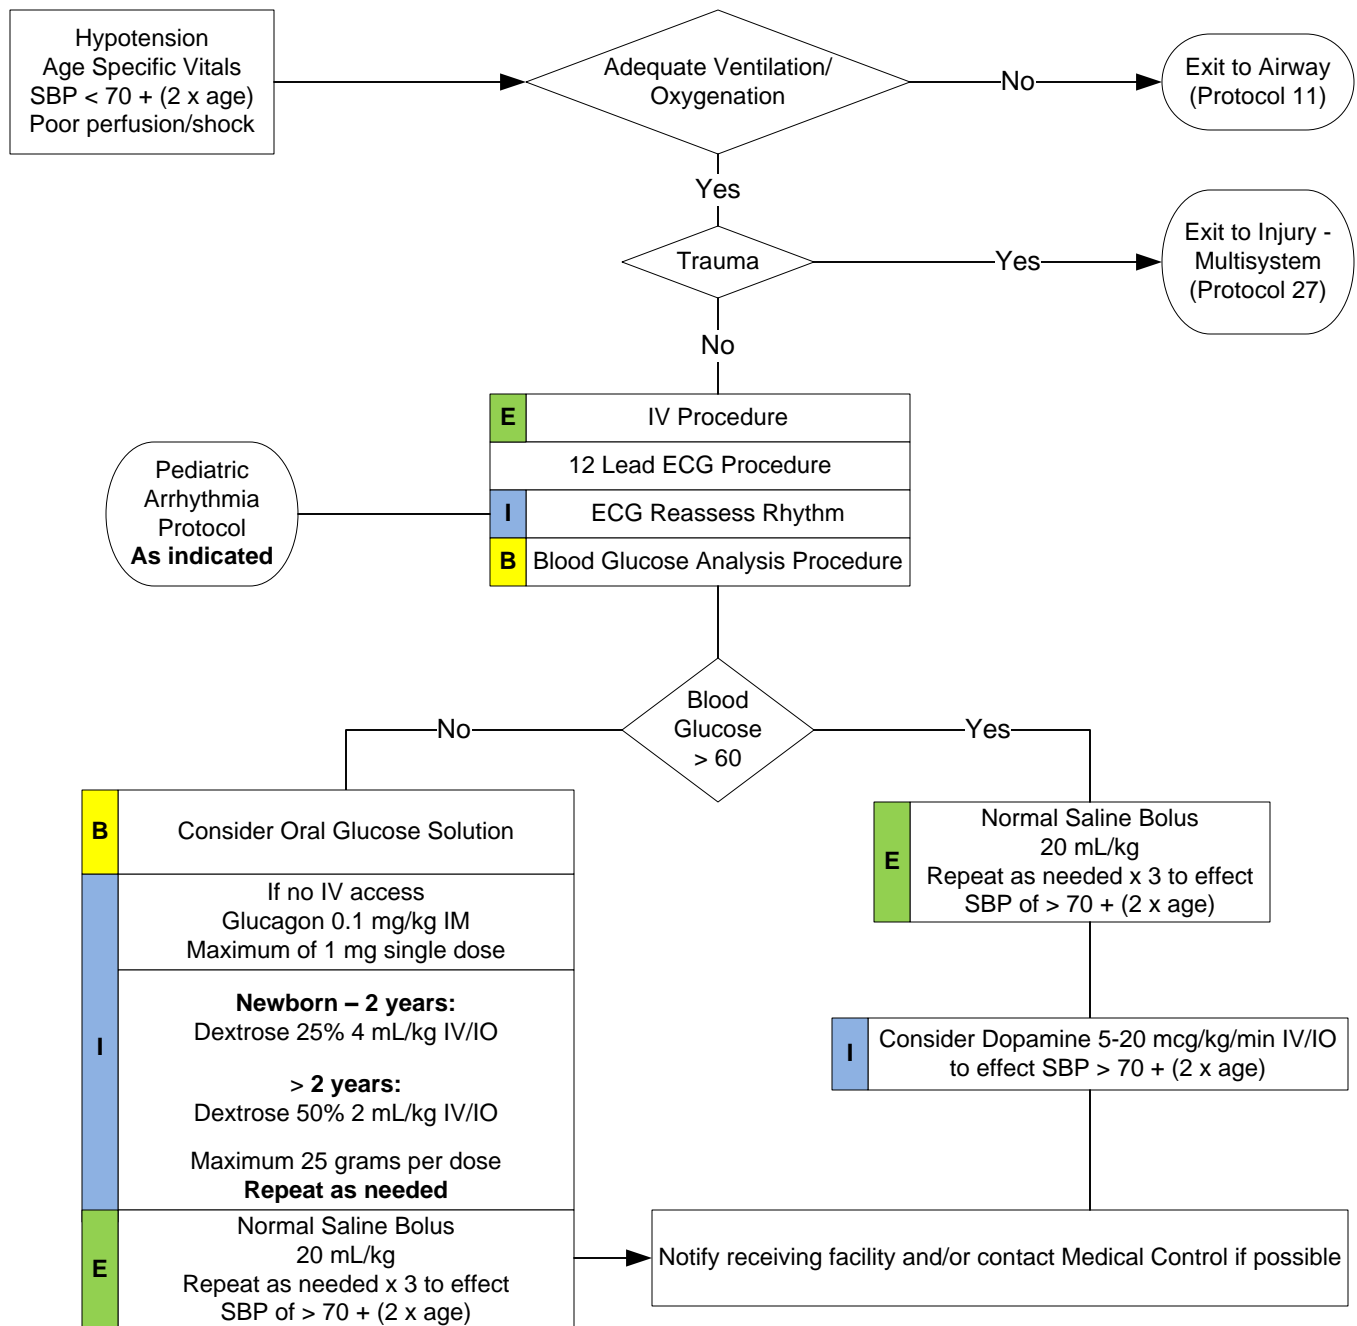 Hypotension
Age Specific Vitals
SBP < 70 + (2 x age)
Poor perfusion/shock
Adequate Ventilation/
Oxygenation
No
Exit to Airway
(Protocol 11)
Yes
Trauma
Yes
Exit to Injury -
Multisystem
(Protocol 27)
No
E
IV Procedure
12 Lead ECG Procedure
Pediatric
Arrhythmia
Protocol
As indicated
I
ECG Reassess Rhythm
B
Blood Glucose Analysis Procedure
Blood
Glucose
> 60
No
Yes
B
Consider Oral Glucose Solution
I
If no IV access
Glucagon 0.1 mg/kg IM
Maximum of 1 mg single dose
Newborn – 2 years:
Dextrose 25% 4 mL/kg IV/IO
> 2 years:
Dextrose 50% 2 mL/kg IV/IO
Maximum 25 grams per dose
Repeat as needed
E
Normal Saline Bolus
20 mL/kg
Repeat as needed x 3 to effect
SBP of > 70 + (2 x age)
E
Normal Saline Bolus
20 mL/kg
Repeat as needed x 3 to effect
SBP of > 70 + (2 x age)
I
Consider Dopamine 5-20 mcg/kg/min IV/IO
to effect SBP > 70 + (2 x age)
Notify receiving facility and/or contact Medical Control if possible